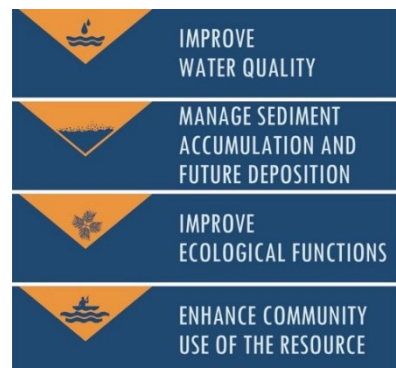 IMPROVE
WATER QUALITY
MANAGE SEDIMENT
ACCUMULATION AND
FUTURE DEPOSITION
IMPROVE
ECOLOGICAL FUNCTIONS
ENHANCE COMMUNITY
USE OF THE RESOURCE